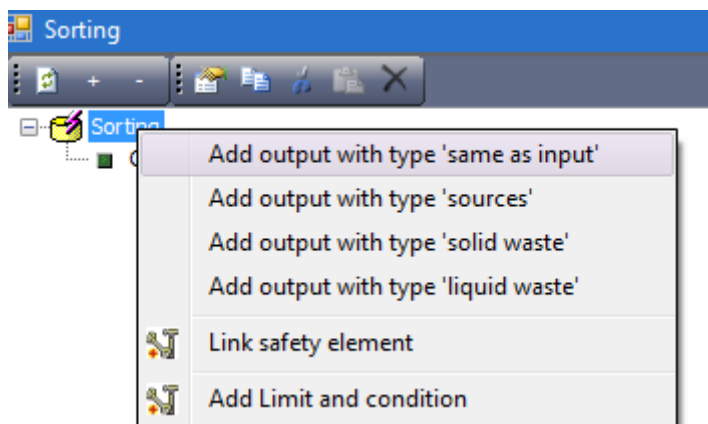 Sorting
Sorting
Add output with type 'same as input'
Add output with type 'sources'
Add output with type 'solid waste'
Add output with type 'liquid waste'
Link safety element
Add Limit and condition